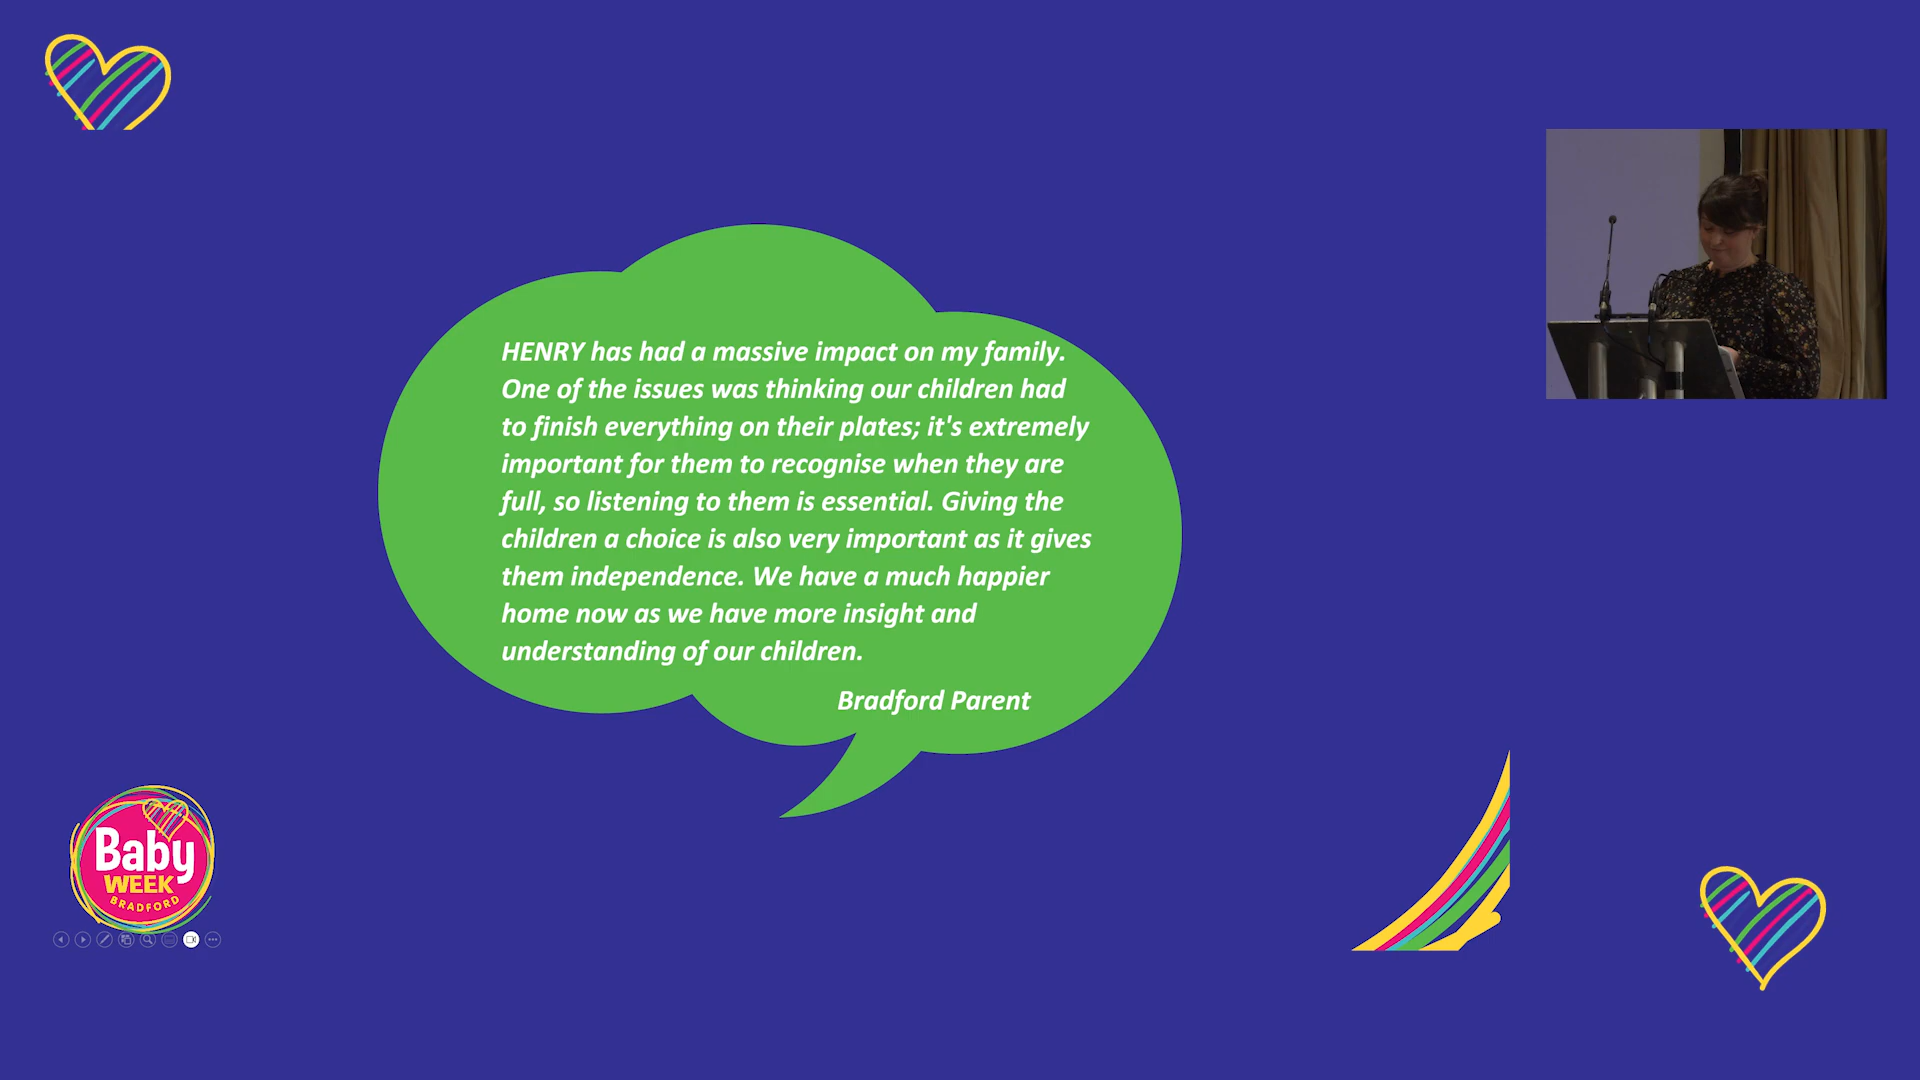 HENRY has had a massive impact on my family.
One of the issues was thinking our children had
to finish everything on their plates; it's extremely
important for them to recognise when they are
full, so listening to them is essential. Giving the
children a choice is also very important as it gives
them independence. We have a much happier
home now as we have more insight and
understanding of our children.
Bradford Parent
Baby
WEEK
BRADFORD